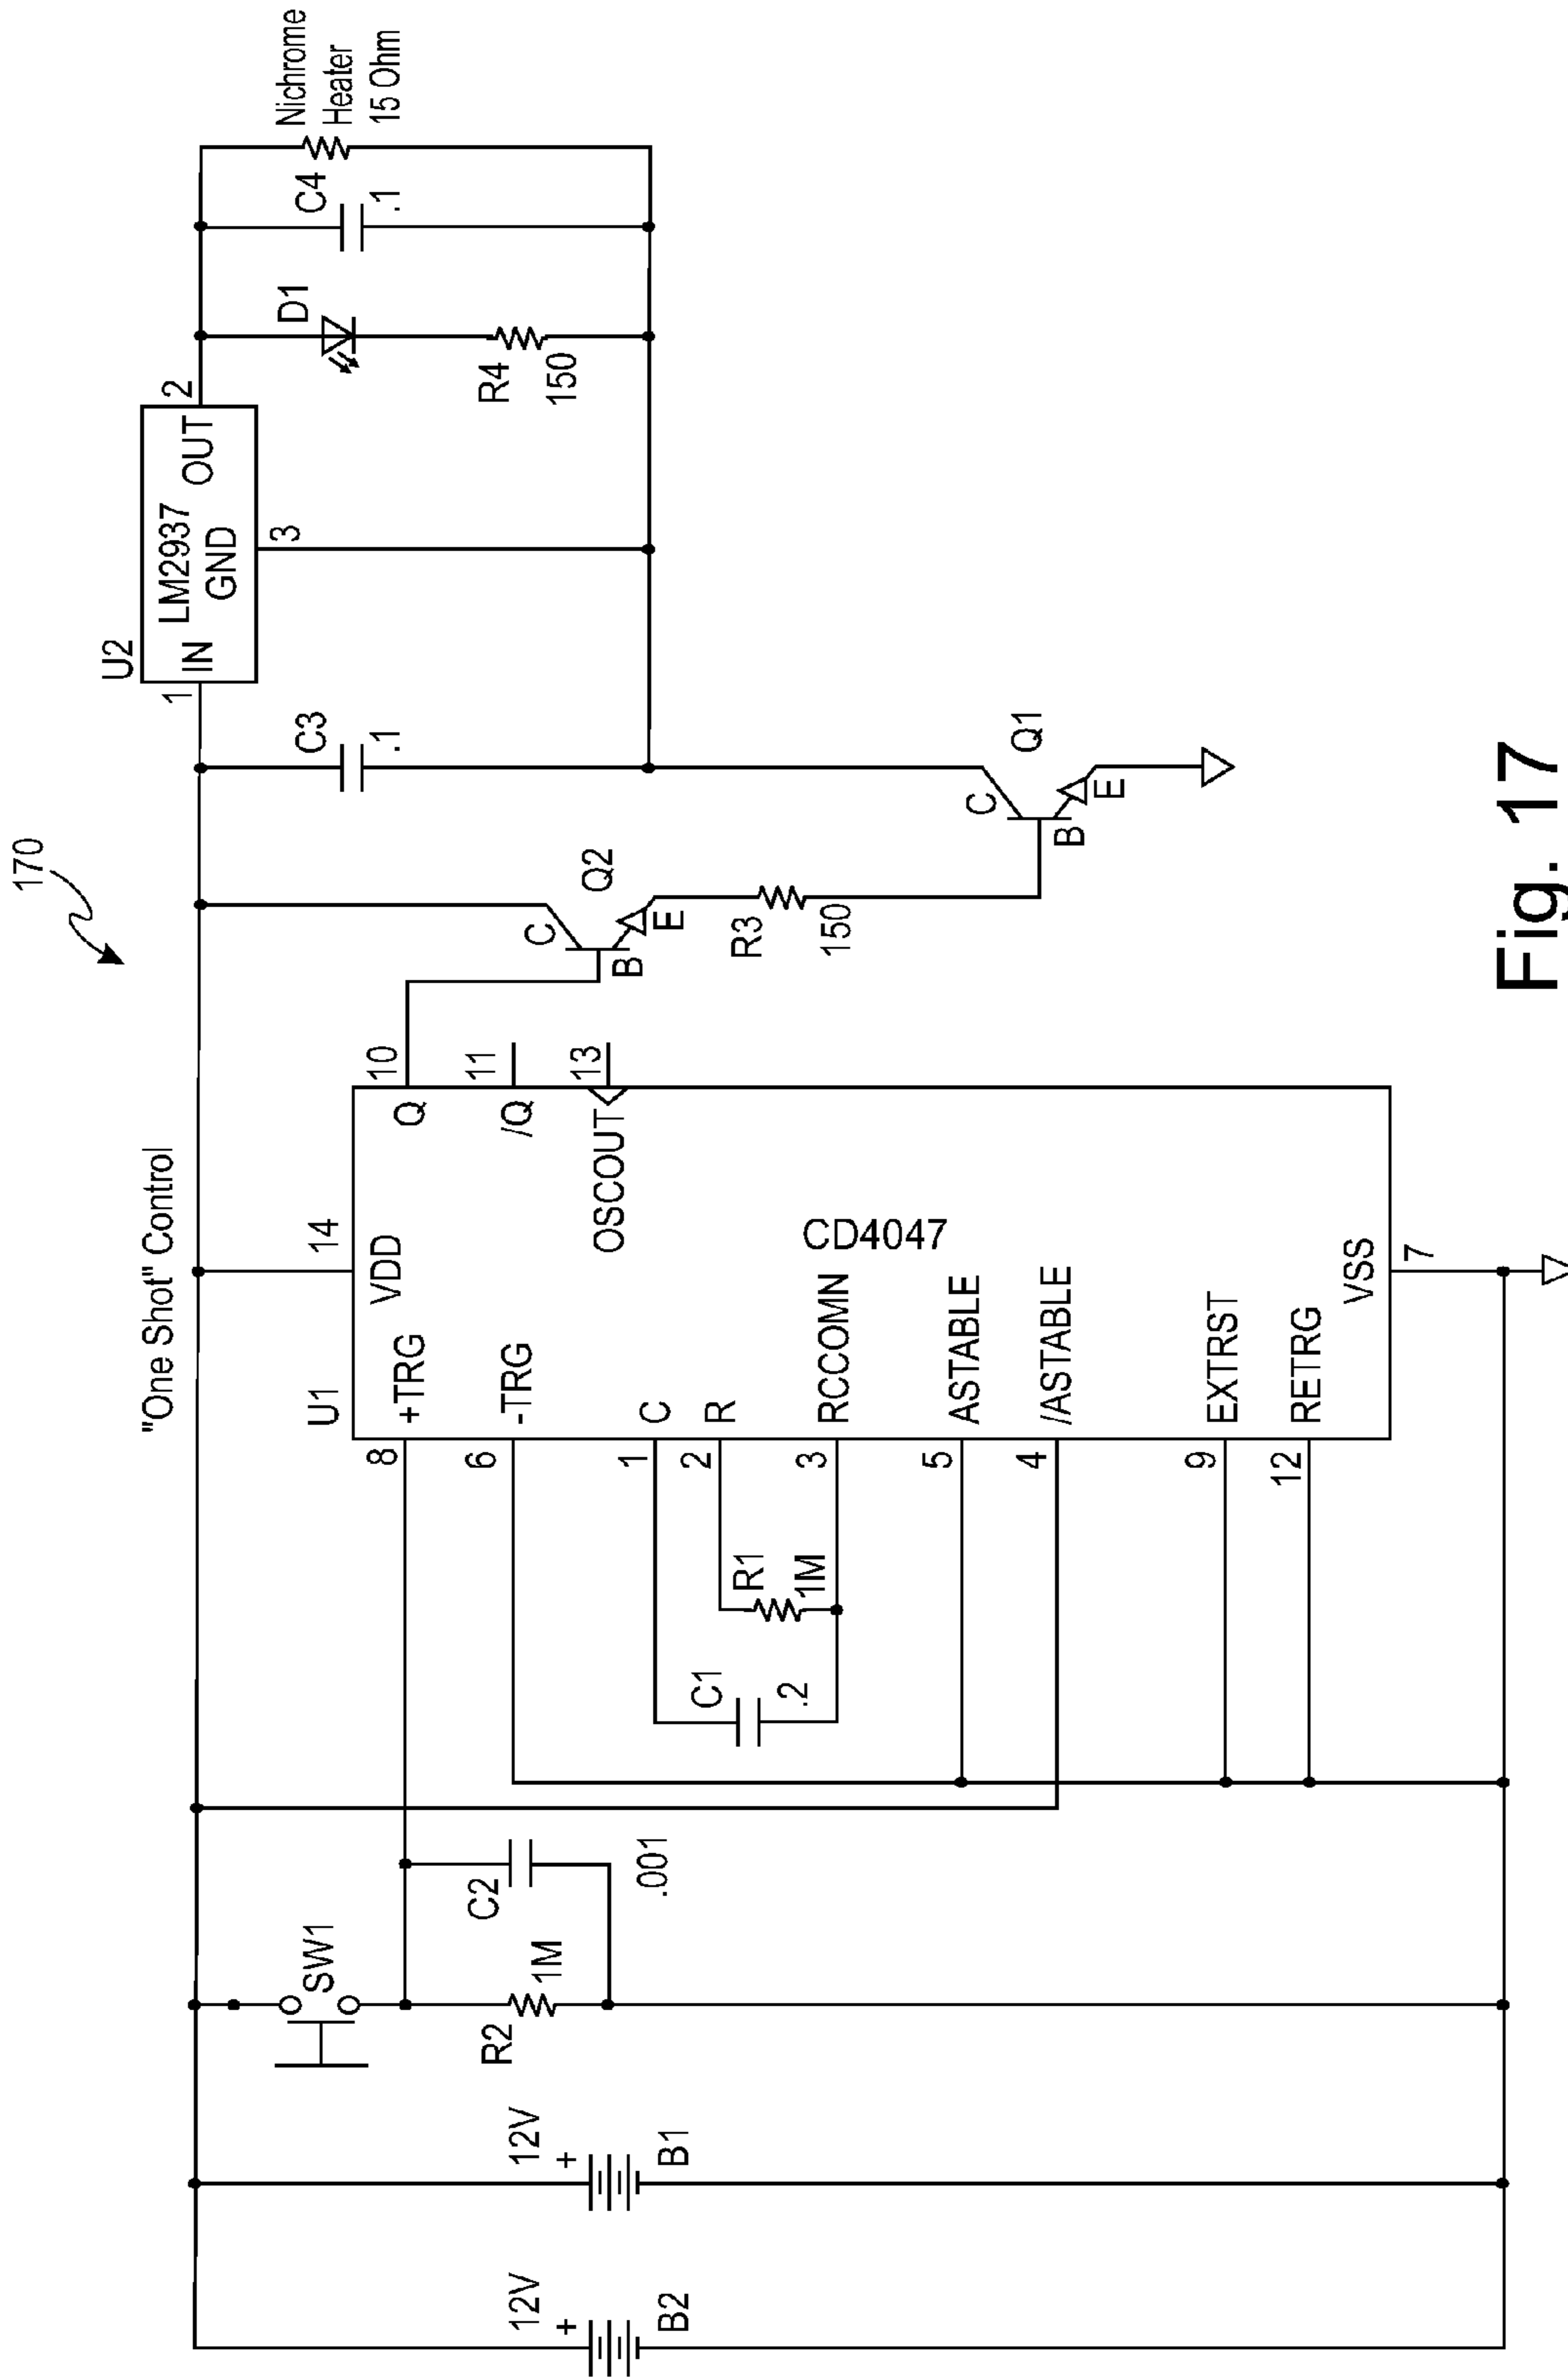 170
"One Shot" Control
12V
+
B2
12V
+
B1
SW1
R2
1M
C2
.001
U1
8
+TRG
6
-TRG
1
C
2
R
3
RCCOMN
5
ASTABLE
4
/ASTABLE
9
EXTRST
12
RETRG
C1
.2
R1
1M
14
VDD
CD4047
VSS
7
Q
10
/Q
11
OSCOUT
13
C
B
Q2
E
R3
150
C3
.1
C
B
Q1
E
U2
1
IN
LM2937
GND
OUT
2
3
D1
R4
150
C4
.1
Nichrome
Heater
15 Ohm
Fig. 17